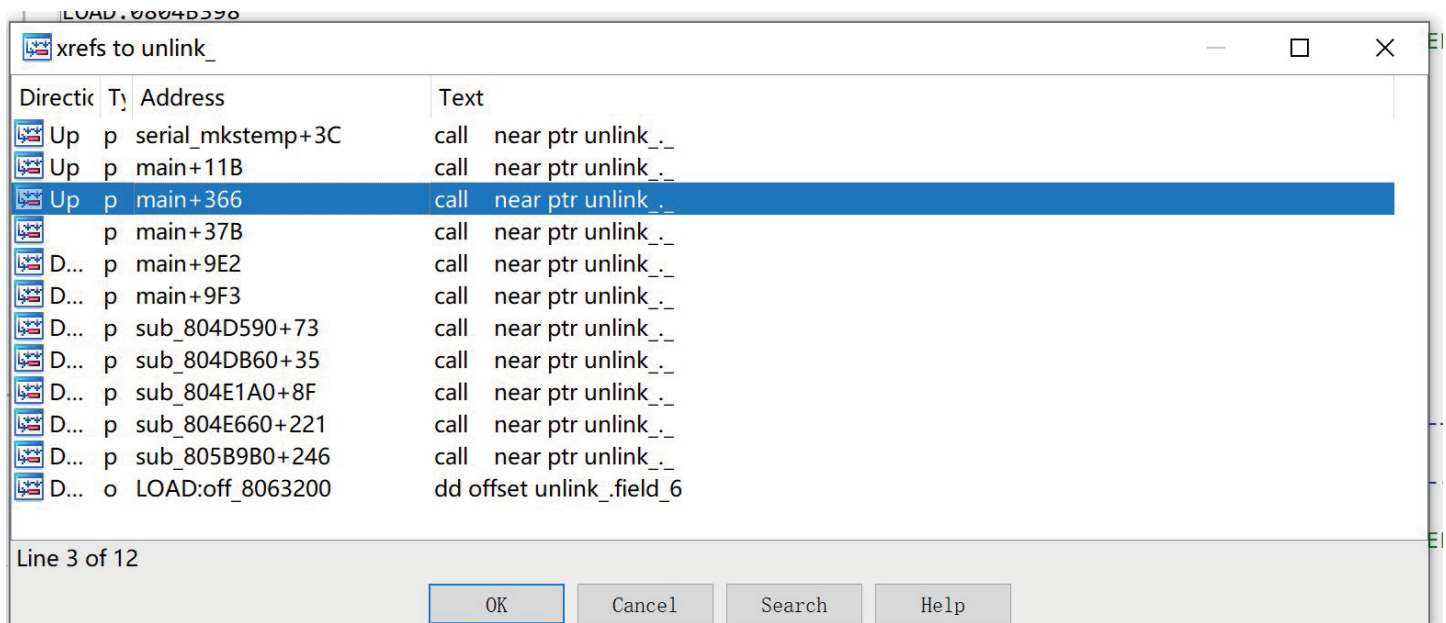 LOAD:0804B398
xrefs to unlink_
Directic Ty Address Text
Up p serial_mkstemp+3C call near ptr unlink_._
Up p main+11B call near ptr unlink_._
Up p main+366 call near ptr unlink_._
p main+37B call near ptr unlink_._
D... p main+9E2 call near ptr unlink_._
D... p main+9F3 call near ptr unlink_._
D... p sub_804D590+73 call near ptr unlink_._
D... p sub_804DB60+35 call near ptr unlink_._
D... p sub_804E1A0+8F call near ptr unlink_._
D... p sub_804E660+221 call near ptr unlink_._
D... p sub_805B9B0+246 call near ptr unlink_._
D... o LOAD:off_8063200 dd offset unlink_.field_6
Line 3 of 12
OK Cancel Search Help